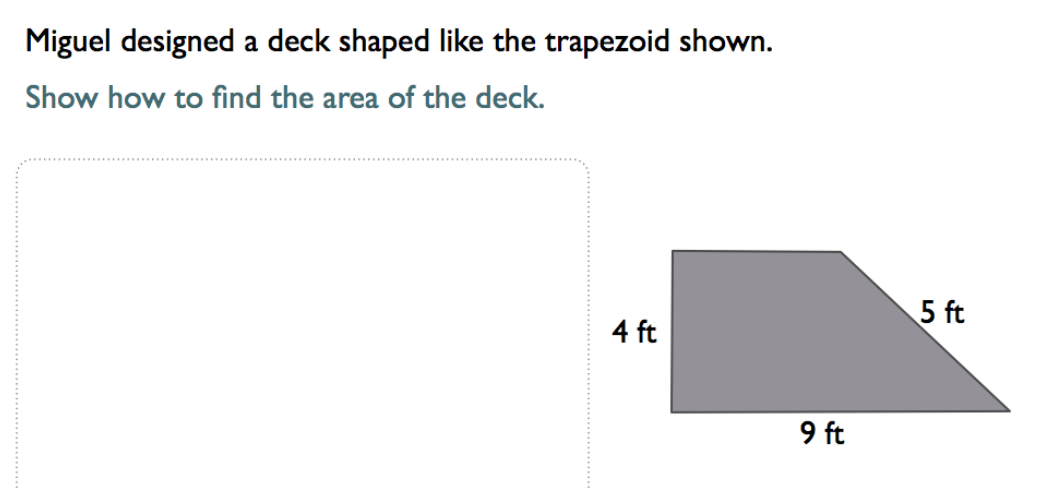 Miguel designed a deck shaped like the trapezoid shown.
Show how to find the area of the deck.
5 ft
4 ft
9 ft